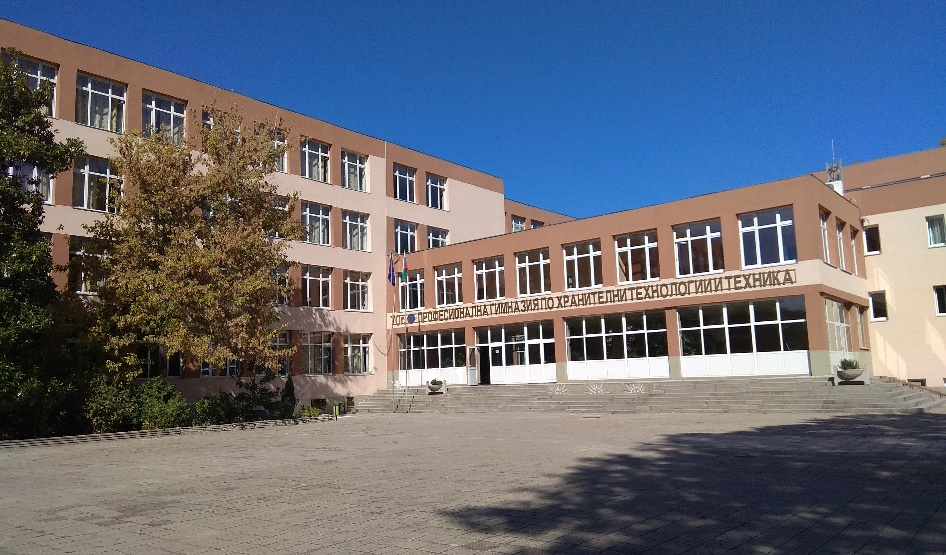 ПРОФЕСИОНАЛНА ГИМНАЗИЯ ПО ХРАНИТЕЛНИ ТЕХНОЛОГИИ И ТЕХНИКА